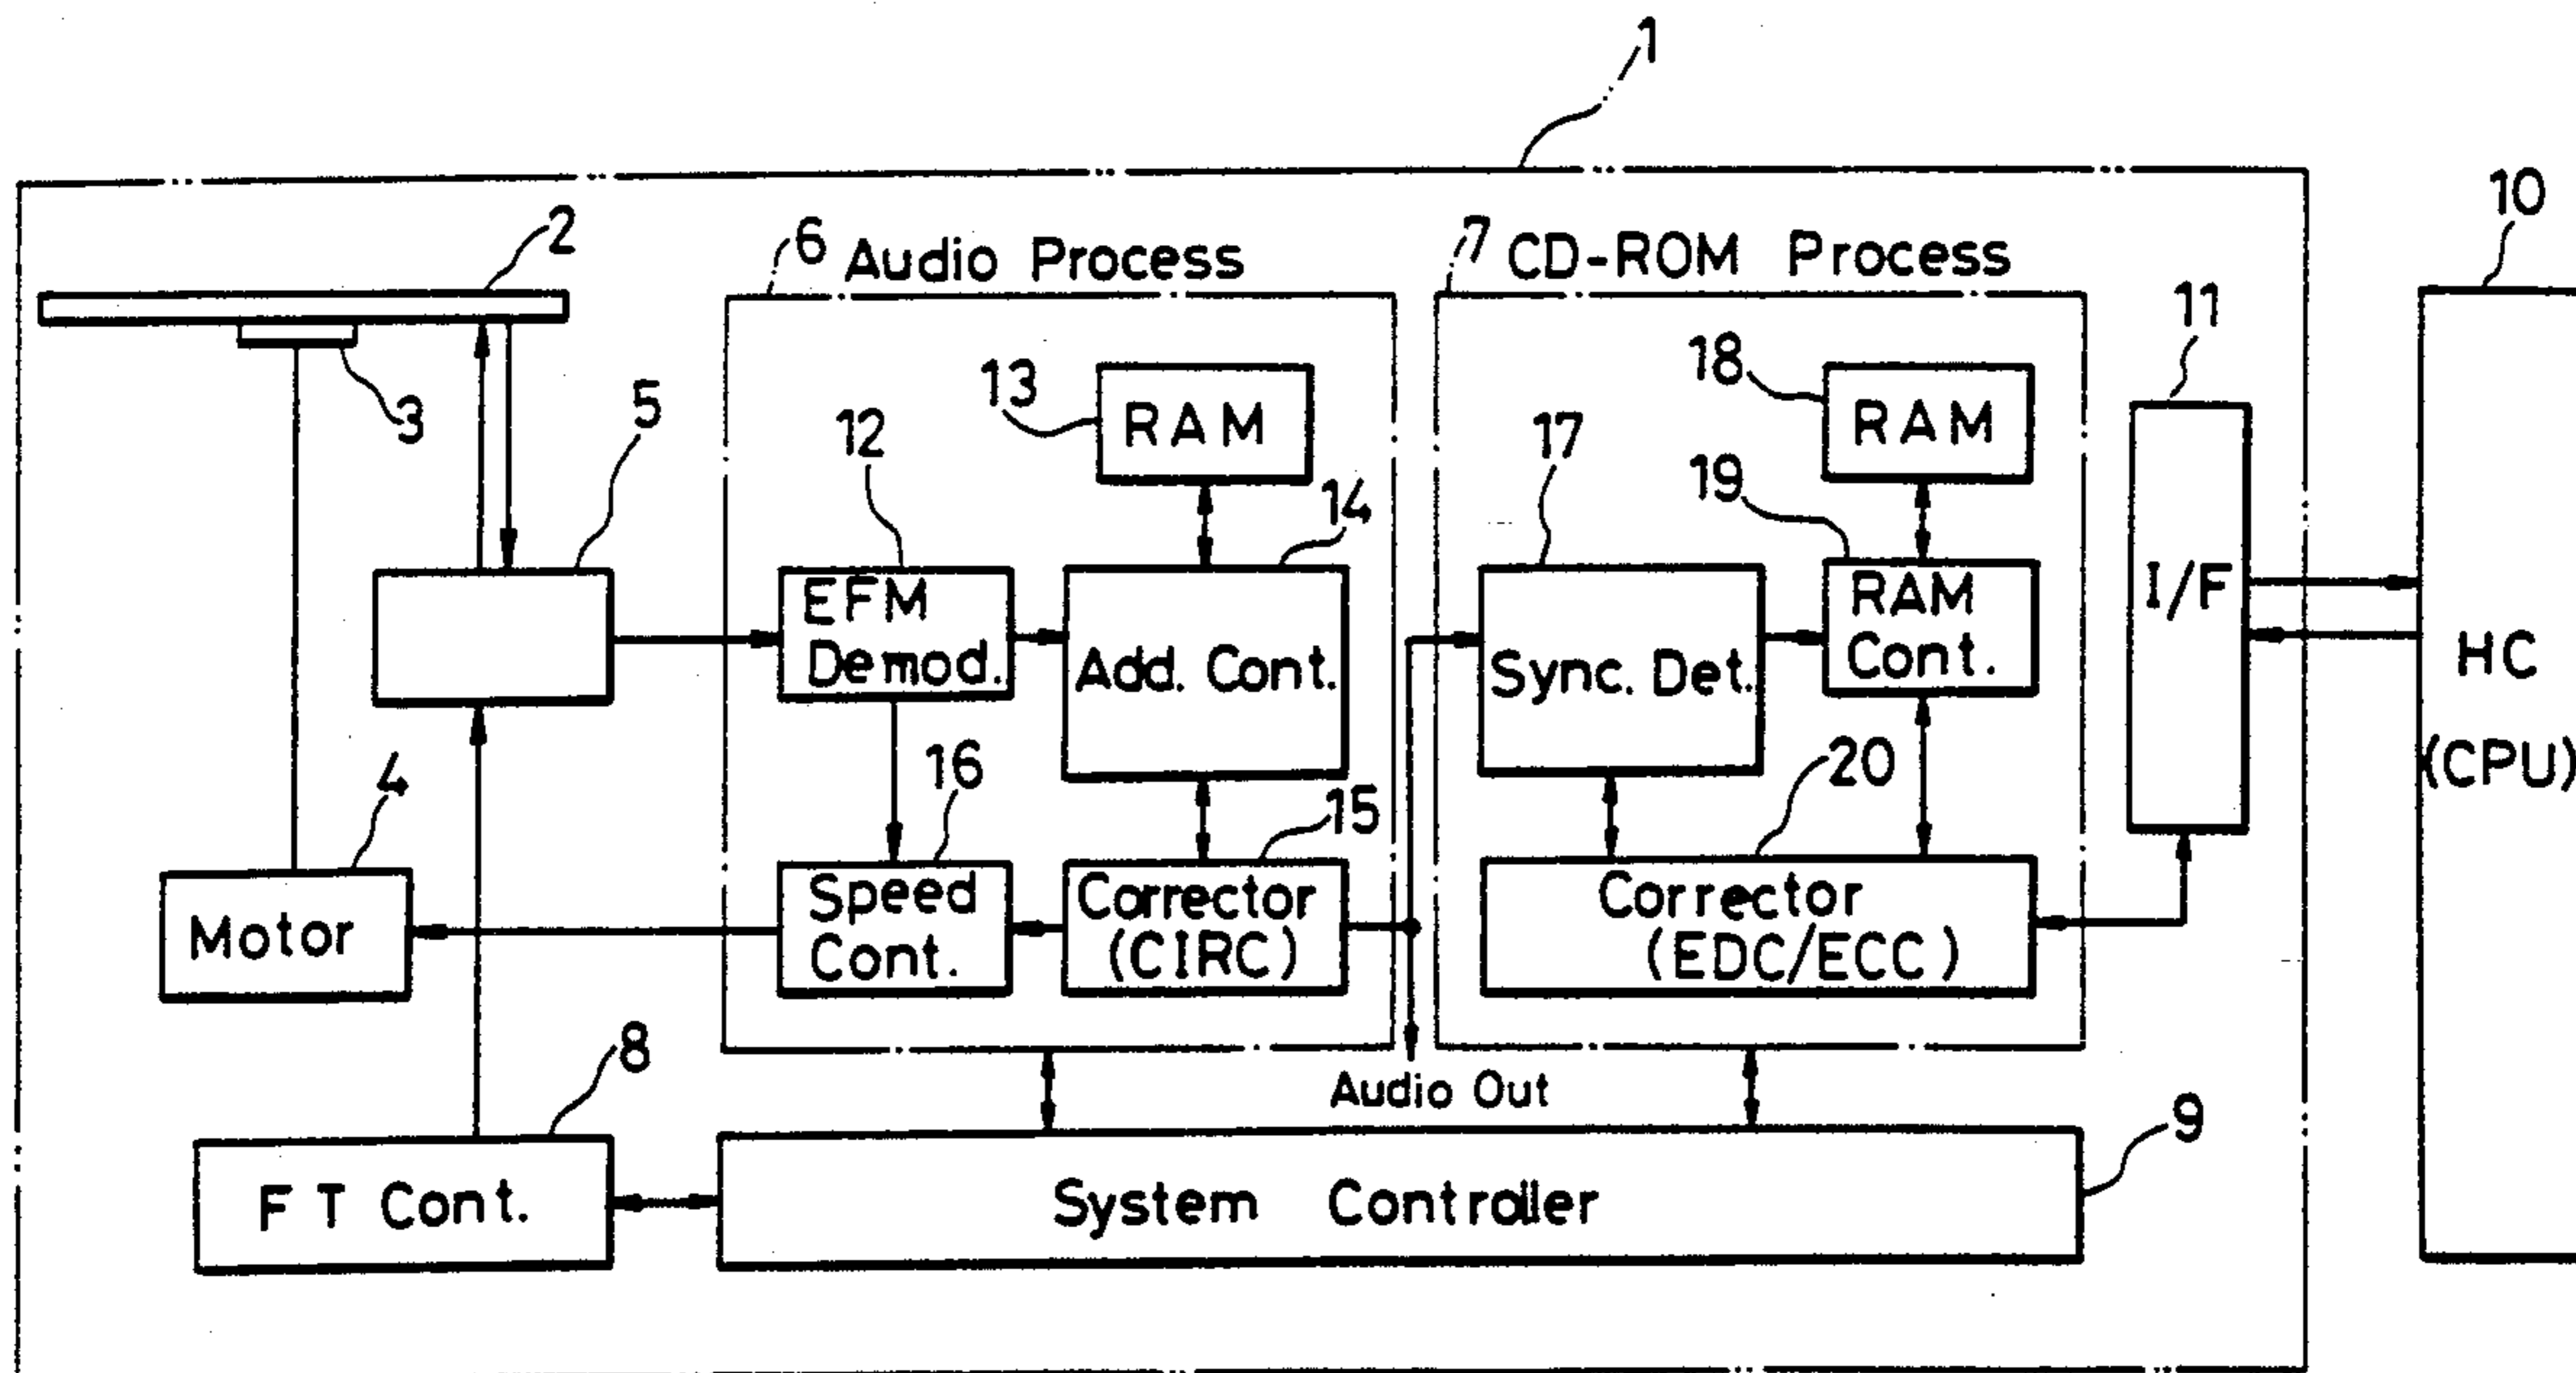 1
10
2
6 Audio Process
7 CD-ROM Process
11
3
5
13
RAM
18
RAM
12
14
17
19
EFM
Demod.
Add. Cont.
Sync. Det.
RAM
Cont.
I/F
HC
(CPU)
4
16
15
20
Motor
Speed
Cont.
Corrector
(CIRC)
Corrector
(EDC/ECC)
8
Audio Out
9
FT Cont.
System Controller